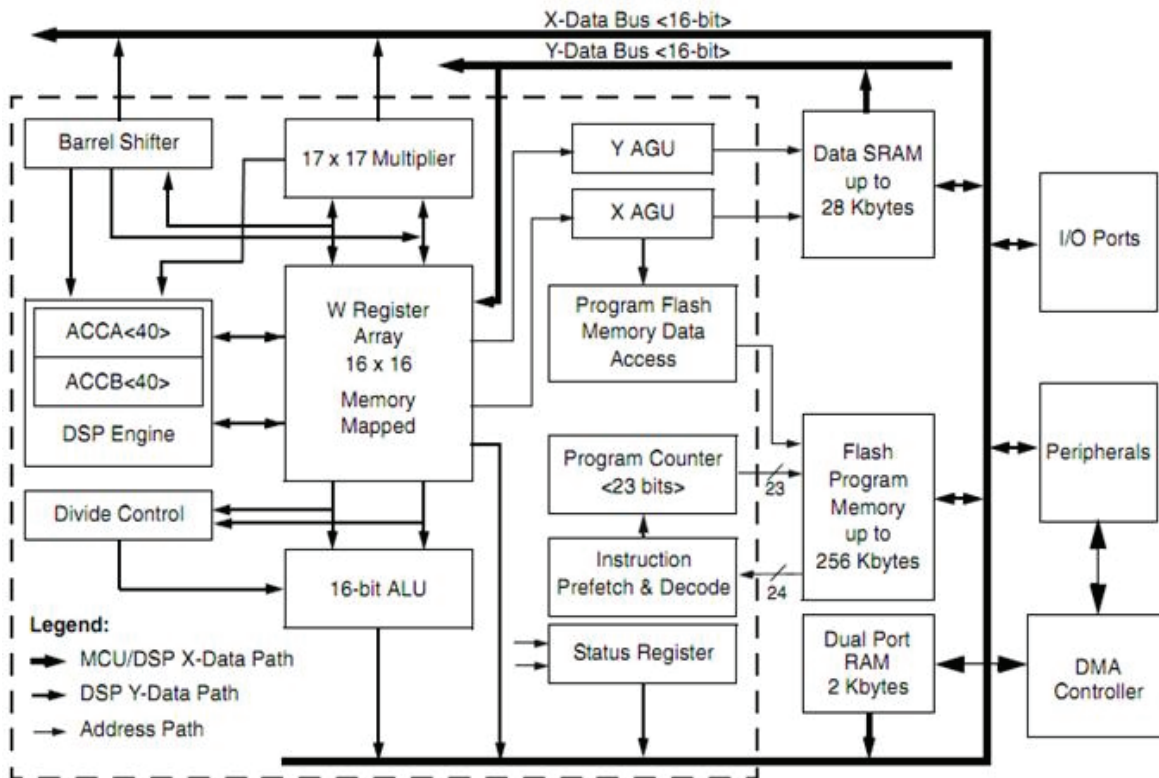 X-Data Bus <16-bit>
Y-Data Bus <16-bit>
Barrel Shifter
17 x 17 Multiplier
Y AGU
X AGU
Data SRAM
up to
28 Kbytes
I/O Ports
ACCA<40>
ACCB<40>
DSP Engine
W Register
Array
16 x 16
Memory
Mapped
Program Flash
Memory Data
Access
Program Counter
<23 bits>
23
Flash
Program
Memory
up to
256 Kbytes
Peripherals
Divide Control
16-bit ALU
Instruction
Prefetch & Decode
24
Status Register
Dual Port
RAM
2 Kbytes
DMA
Controller
Legend:
MCU/DSP X-Data Path
DSP Y-Data Path
Address Path